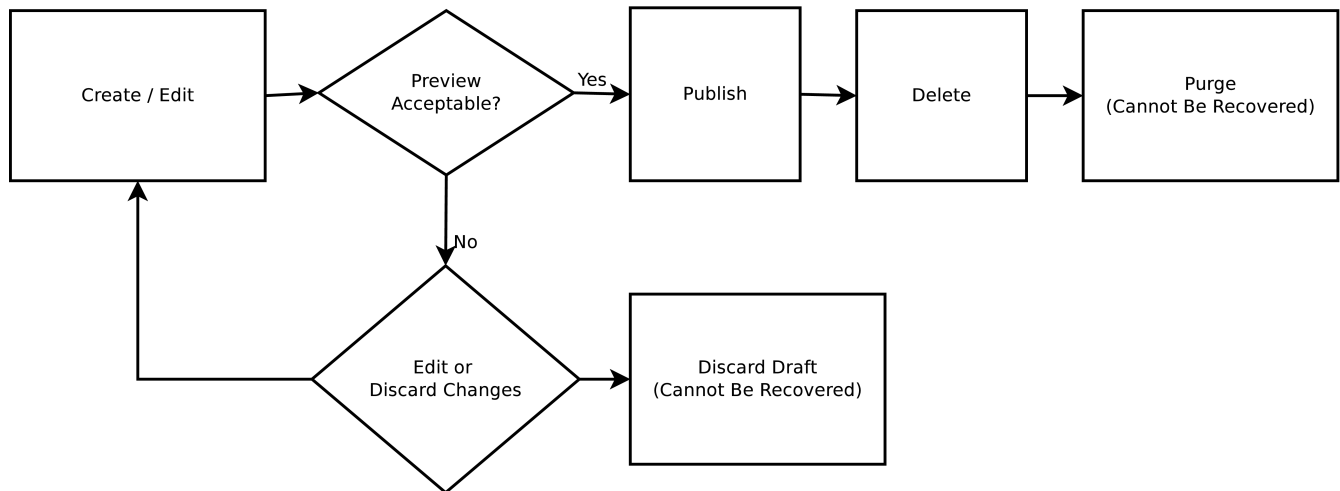 Create / Edit
Preview
Acceptable?
Yes
Publish
Delete
Purge
(Cannot Be Recovered)
No
Edit or
Discard Changes
Discard Draft
(Cannot Be Recovered)